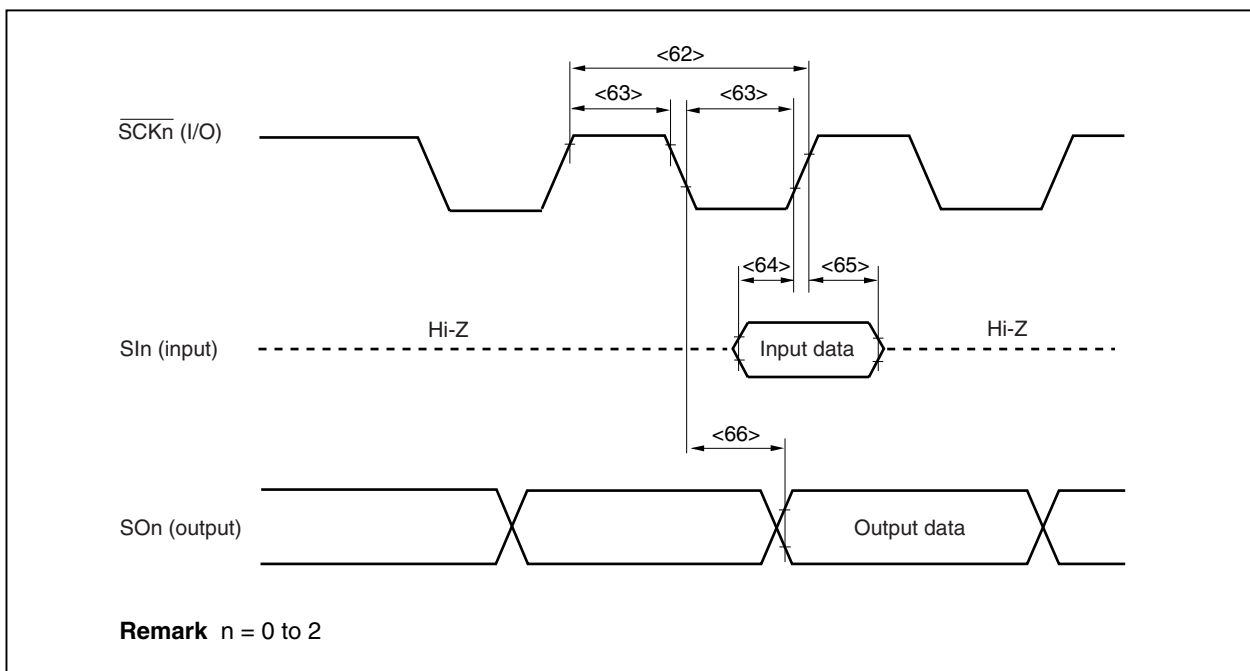 <62>
<63> <63>
S̅C̅K̅n̅ (I/O)
<64> <65>
Hi-Z Hi-Z
SIn (input) Input data
<66>
SOn (output) Output data
Remark n = 0 to 2